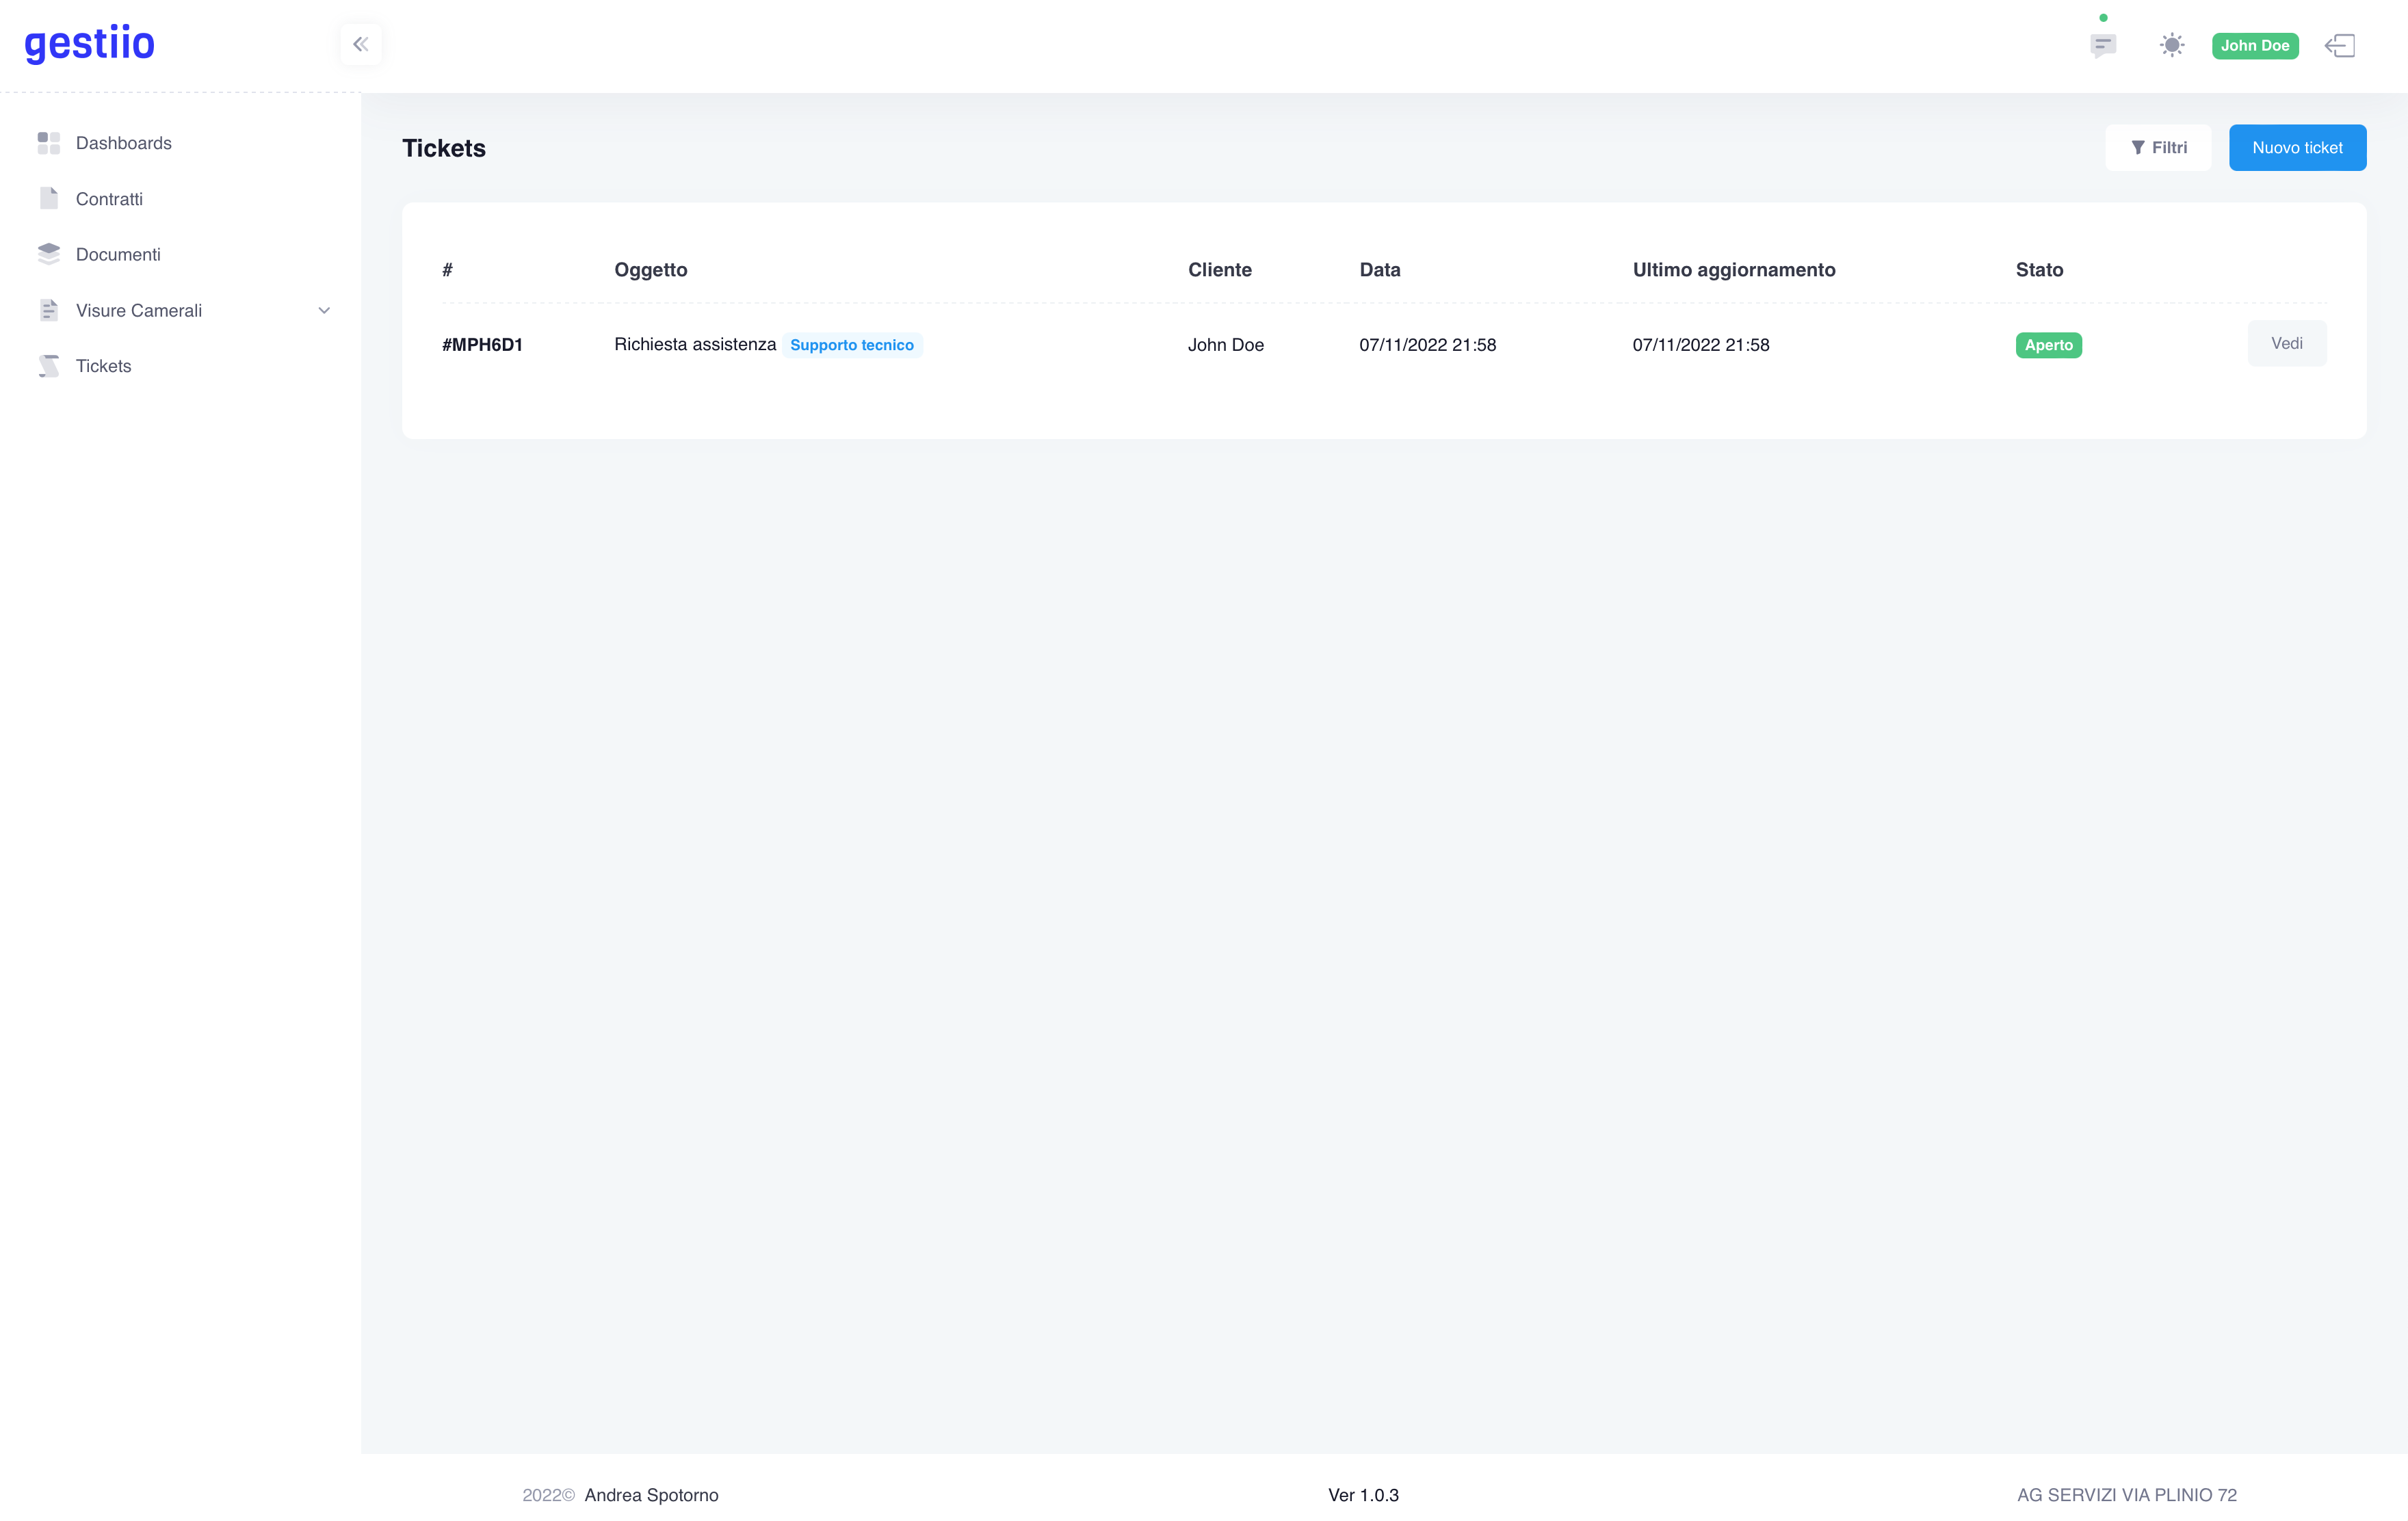 gestiio
John Doe
Dashboards
Contratti
Documenti
Visure Camerali
Tickets
Tickets
Filtri
Nuovo ticket
# Oggetto Cliente Data Ultimo aggiornamento Stato
#MPH6D1 Richiesta assistenza Supporto tecnico John Doe 07/11/2022 21:58 07/11/2022 21:58 Aperto Vedi
2022© Andrea Spotorno Ver 1.0.3 AG SERVIZI VIA PLINIO 72